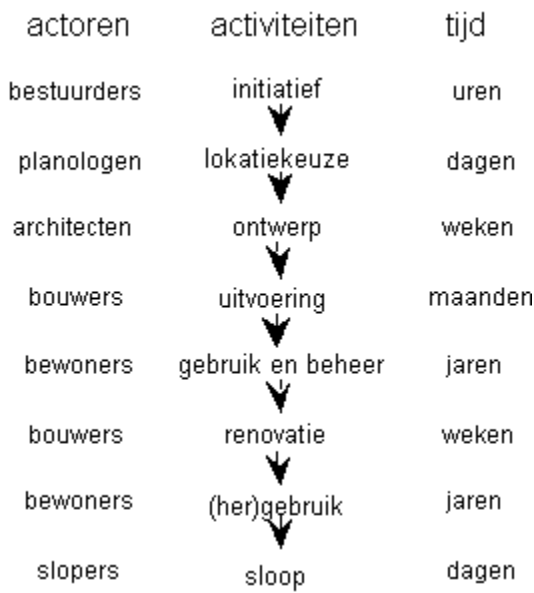 actoren activiteiten tijd
bestuurders initiatief uren
planologen lokatiekeuze dagen
architecten ontwerp weken
bouwers uitvoering maanden
bewoners gebruik en beheer jaren
bouwers renovatie weken
bewoners (her)gebruik jaren
slopers sloop dagen